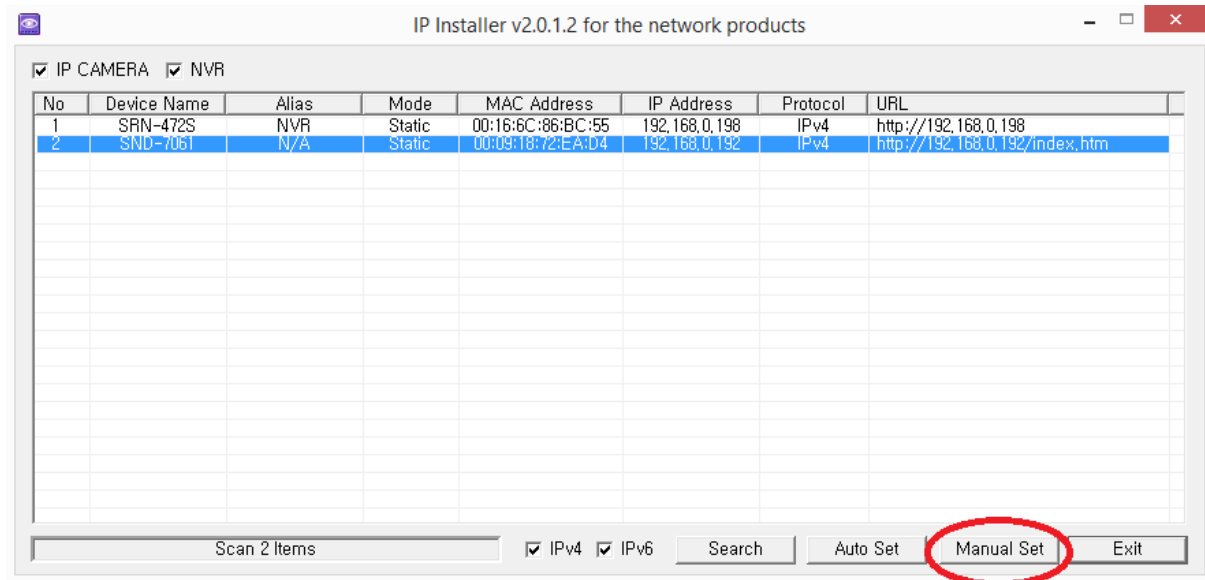 IP Installer v2.0.1.2 for the network products
IP CAMERA NVR
No Device Name Alias Mode MAC Address IP Address Protocol URL
1 SRN-472S NVR Static 00:16:6C:86:BC:55 192,168,0,198 IPv4 http://192,168,0,198
2 SND-7061 N/A Static 00:09:18:72:EA:D4 192,168,0,192 IPv4 http://192,168,0,192/index,htm
Scan 2 Items IPv4 IPv6 Search Auto Set Manual Set Exit